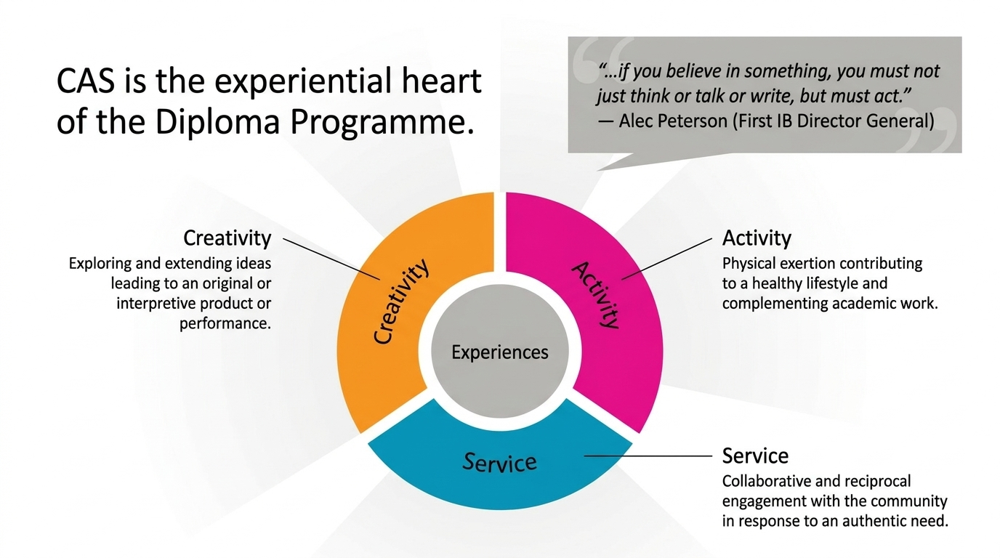 CAS is the experiential heart
of the Diploma Programme.
“...if you believe in something, you must not
just think or talk or write, but must act.”
— Alec Peterson (First IB Director General)
Creativity
Exploring and extending ideas
leading to an original or
interpretive product or
performance.
Creativity
Activity
Experiences
Service
Activity
Physical exertion contributing
to a healthy lifestyle and
complementing academic work.
Service
Collaborative and reciprocal
engagement with the community
in response to an authentic need.